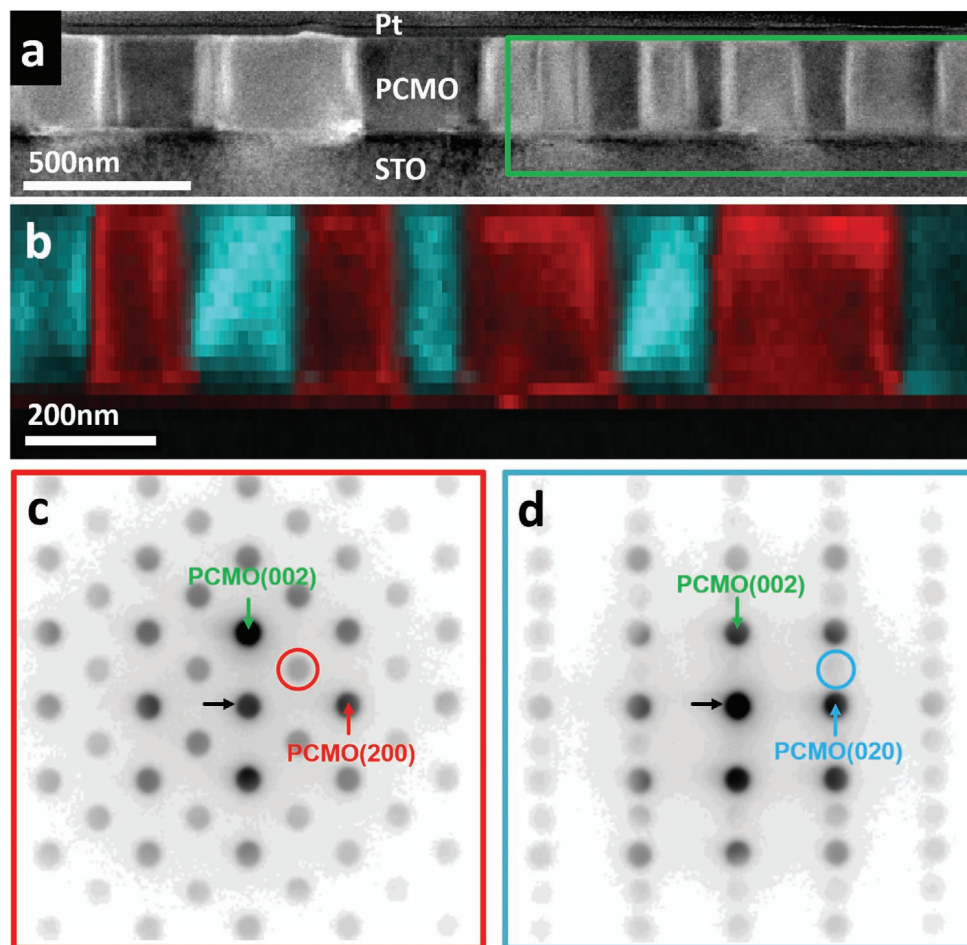 a
Pt
PCMO
STO
500nm
b
200nm
c
PCMO(002)
PCMO(200)
d
PCMO(002)
PCMO(020)